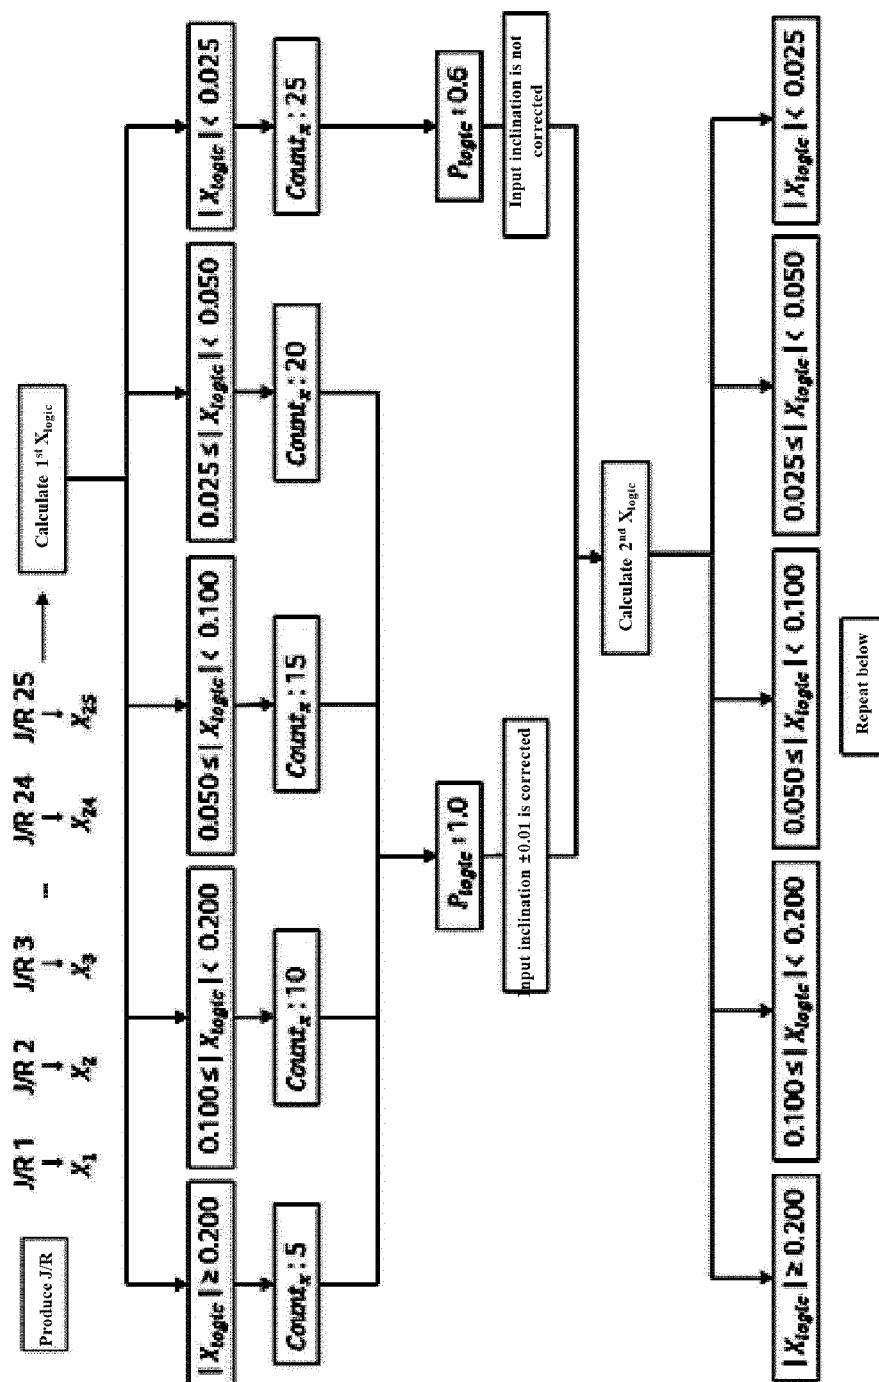 Produce J/R
J/R 1 J/R 2 J/R 3 ... J/R 24 J/R 25
X₁ X₂ X₃ X₂₄ X₂₅
Calculate 1ˢᵗ Xlogic
|Xlogic| ≥ 0.200
0.100 ≤ |Xlogic| < 0.200
0.050 ≤ |Xlogic| < 0.100
0.025 ≤ |Xlogic| < 0.050
|Xlogic| < 0.025
Countₓ : 5
Countₓ : 10
Countₓ : 15
Countₓ : 20
Countₓ : 25
Plogic : 1.0
Plogic : 0.6
Input inclination ±0.01 is corrected
Input inclination is not
corrected
Calculate 2ⁿᵈ Xlogic
|Xlogic| ≥ 0.200
0.100 ≤ |Xlogic| < 0.200
0.050 ≤ |Xlogic| < 0.100
0.025 ≤ |Xlogic| < 0.050
|Xlogic| < 0.025
Repeat below